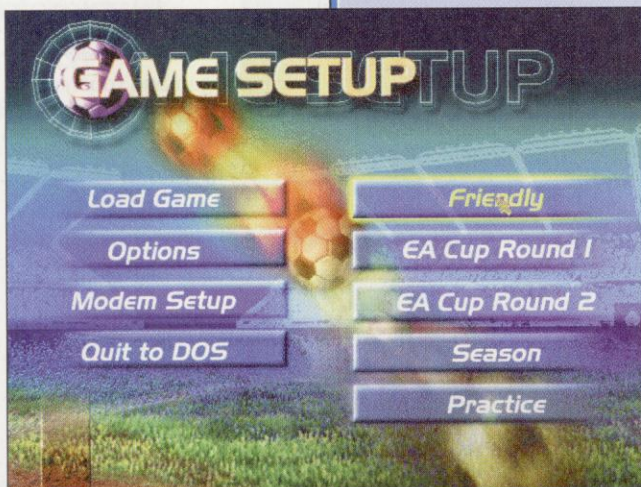 GAME SETUP
Load Game
Options
Modem Setup
Quit to DOS
Friendly
EA Cup Round 1
EA Cup Round 2
Season
Practice